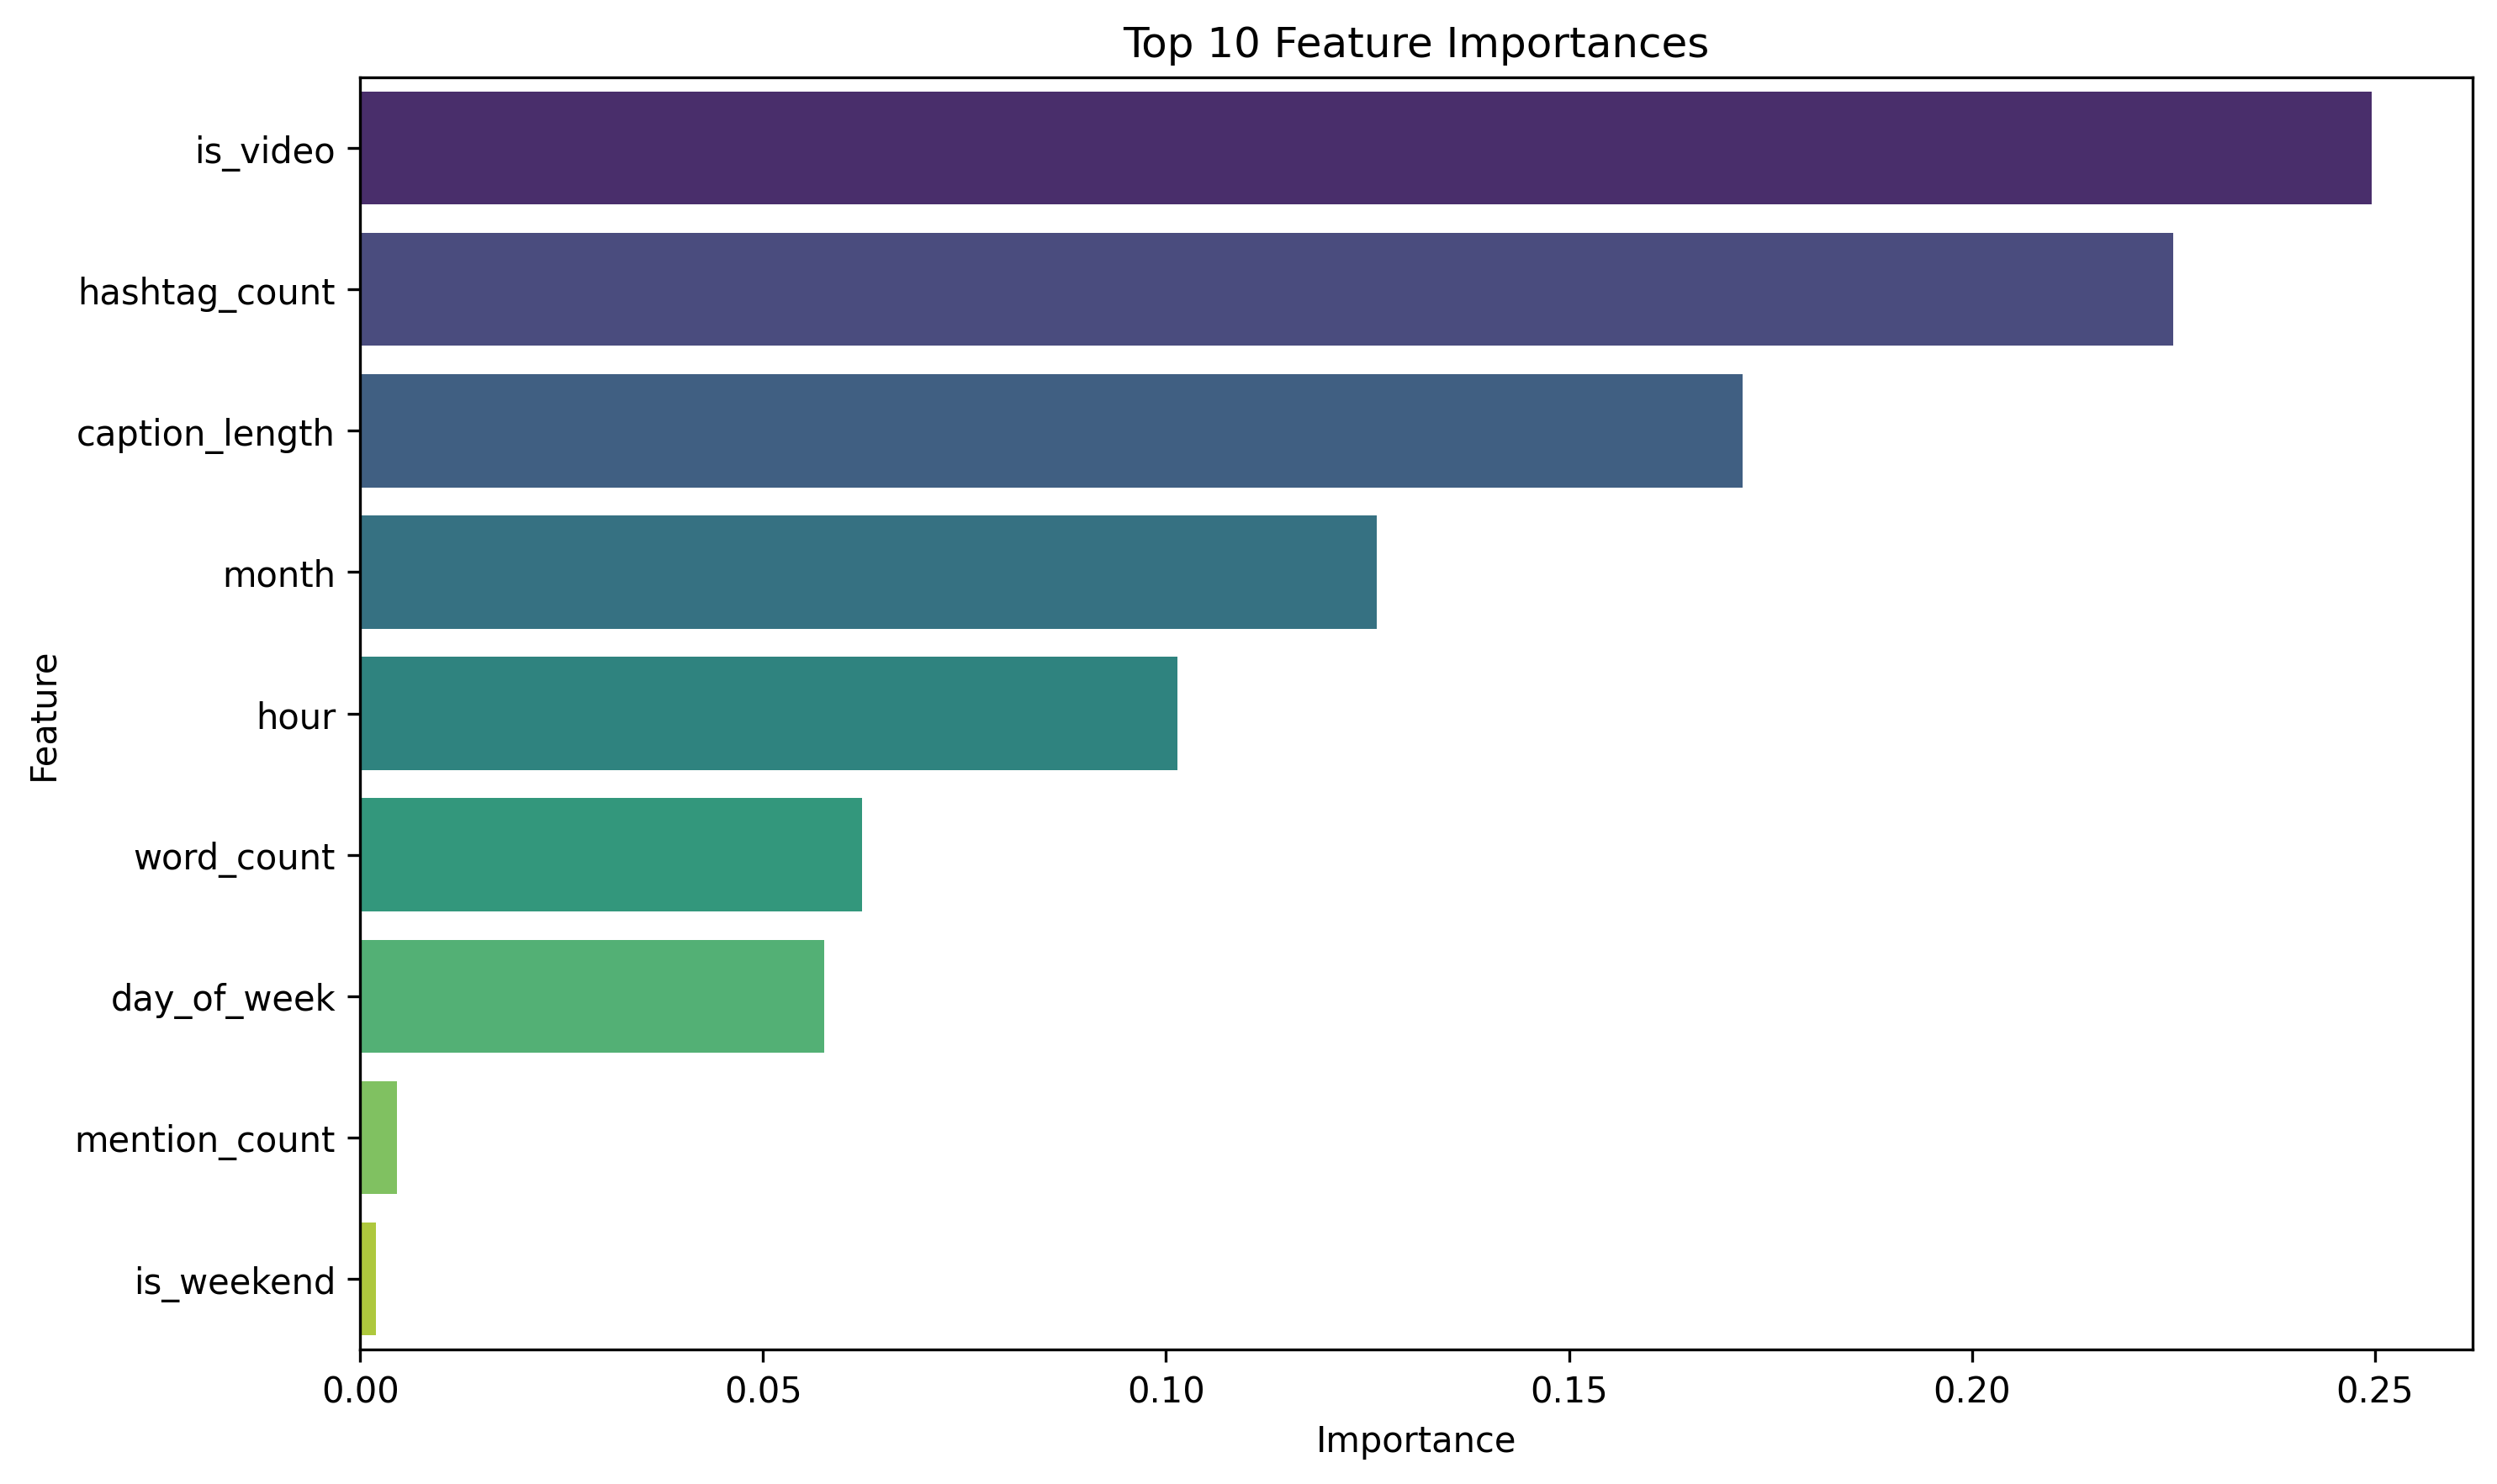 Top 10 Feature Importances
Feature
is_video
hashtag_count
caption_length
month
hour
word_count
day_of_week
mention_count
is_weekend
0.00 0.05 0.10 0.15 0.20 0.25
Importance